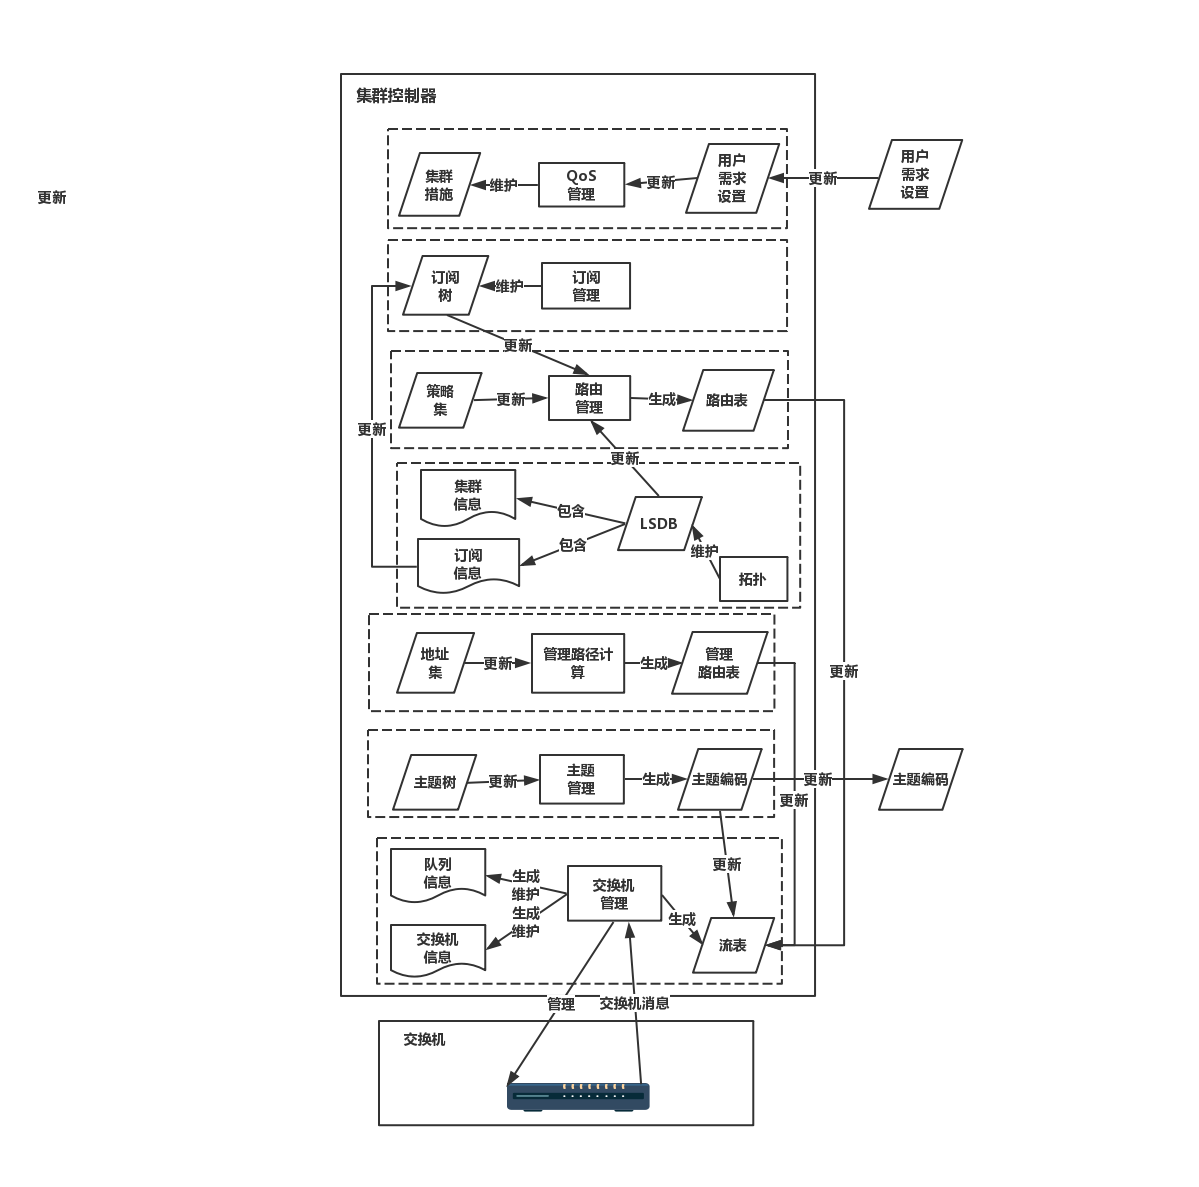 集群控制器
更新
集群
措施
维护
QoS
管理
更新
用户
需求
设置
更新
用户
需求
设置
订阅
树
维护
订阅
管理
更新
策略
集
更新
路由
管理
生成
路由表
更新
更新
集群
信息
包含
LSDB
订阅
信息
包含
维护
拓扑
地址
集
更新
管理路径计
算
生成
管理
路由表
更新
主题树
更新
主题
管理
生成
主题编码
更新
主题编码
更新
更新
队列
信息
生成
维护
交换机
管理
生成
维护
生成
交换机
信息
流表
管理
交换机消息
交换机